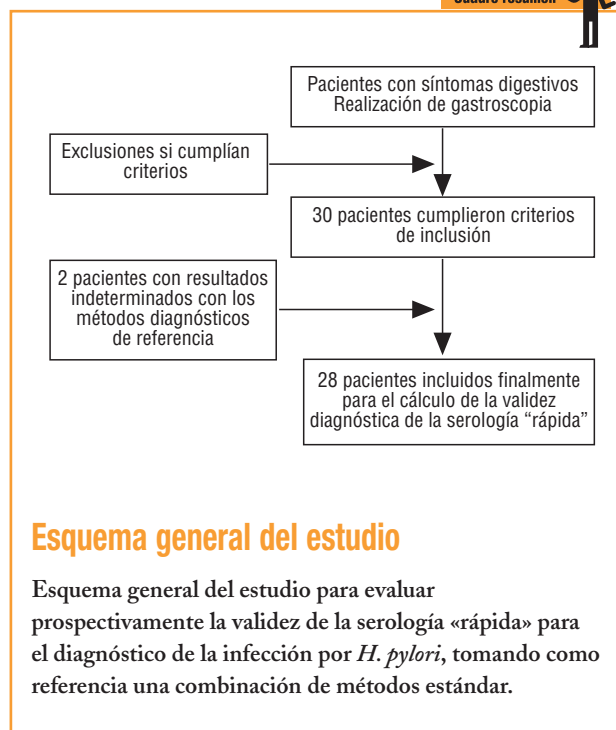 Cuadro resumen
Pacientes con síntomas digestivos
Realización de gastroscopia
Exclusiones si cumplían
criterios
30 pacientes cumplieron criterios
de inclusión
2 pacientes con resultados
indeterminados con los
métodos diagnósticos
de referencia
28 pacientes incluidos finalmente
para el cálculo de la validez
diagnóstica de la serología “rápida”
Esquema general del estudio
Esquema general del estudio para evaluar
prospectivamente la validez de la serología «rápida» para
el diagnóstico de la infección por H. pylori, tomando como
referencia una combinación de métodos estándar.